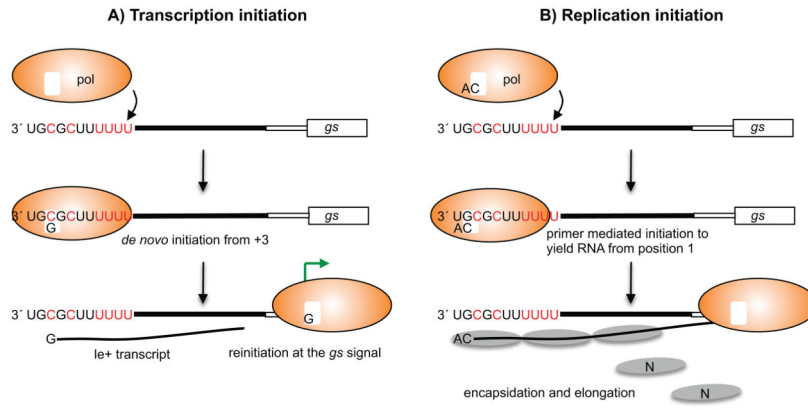 A) Transcription initiation
pol
3´ UGCGCUUUUUU
gs
3´ UGCGCUUUUUU
G
gs
de novo initiation from +3
3´ UGCGCUUUUUU
G
G
le+ transcript
reinitiation at the gs signal
B) Replication initiation
AC
pol
3´ UGCGCUUUUUU
gs
3´ UGCGCUUUUUU
AC
gs
primer mediated initiation to
yield RNA from position 1
3´ UGCGCUUUUUU
AC
N
encapsidation and elongation
N